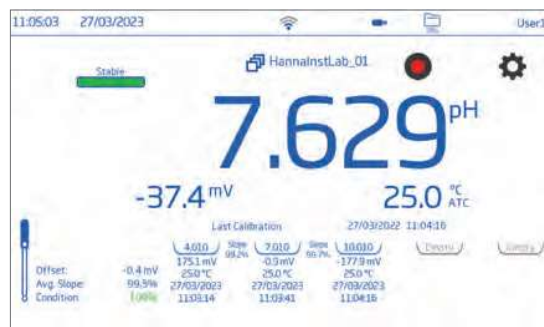 11:05:03 27/03/2023 User1
Stable
HannaInstLab_01
7.629 pH
-37.4 mV 25.0 °C ATC
Last Calibration 27/03/2022 11:04:16
4.010 Slope 99.2% 7.010 Slope 10.010 (Empty) (Empty)
175.1 mV -0.9 mV -177.9 mV
Offset: -0.4 mV 25.0 °C 25.0 °C 25.0 °C
Avg. Slope: 99.9% 27/03/2023 27/03/2023 27/03/2023
Condition 100% 11:03:14 11:03:41 11:04:16